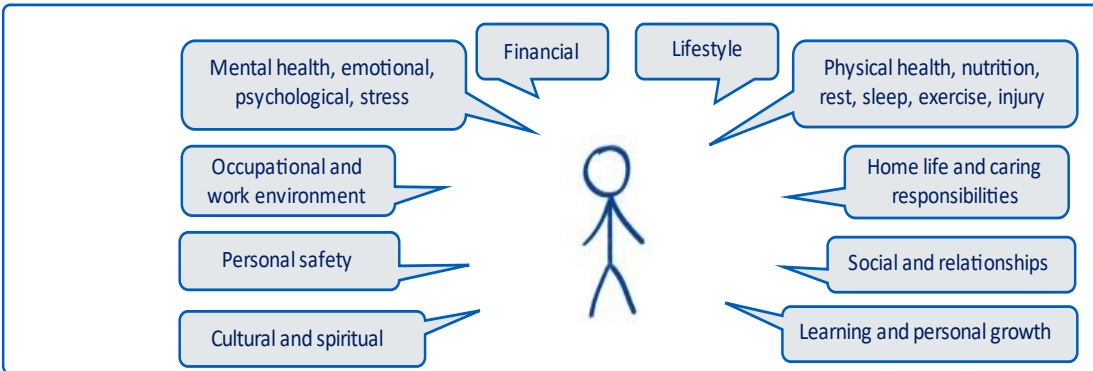 Financial
Lifestyle
Mental health, emotional,
psychological, stress
Physical health, nutrition,
rest, sleep, exercise, injury
Occupational and
work environment
Home life and caring
responsibilities
Personal safety
Social and relationships
Cultural and spiritual
Learning and personal growth